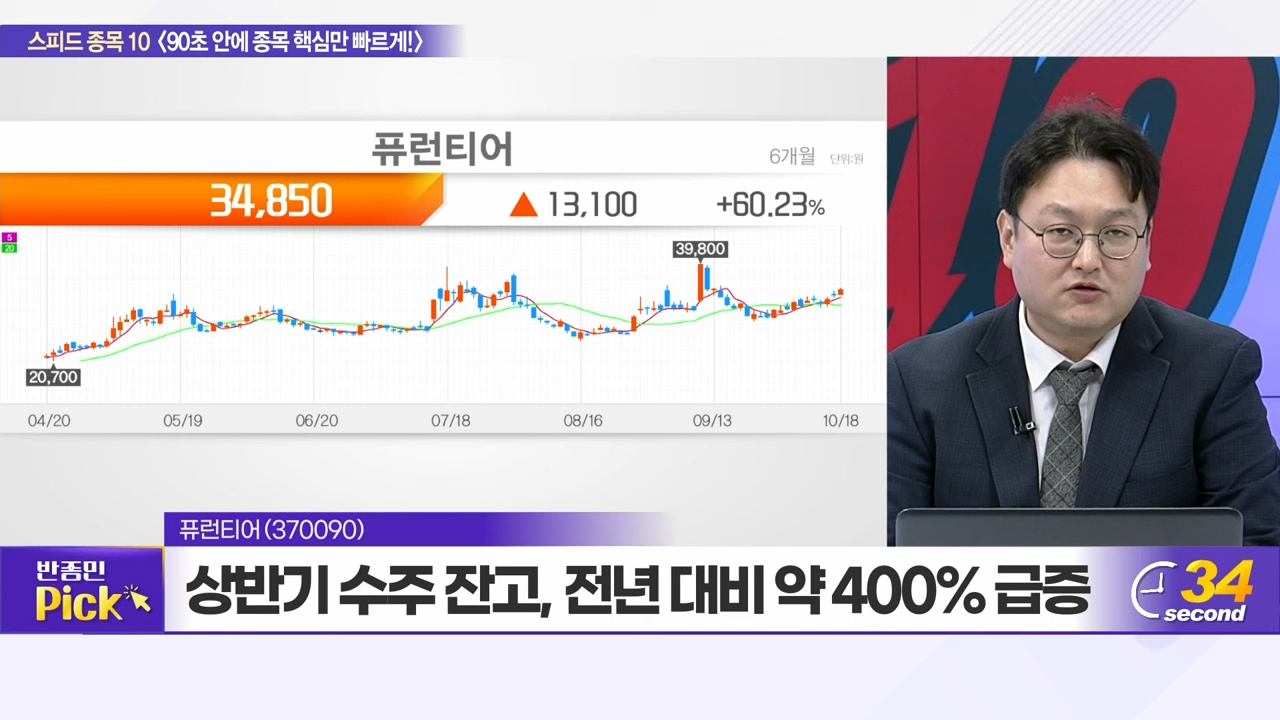 스피드 종목 10 <90초 안에 종목 핵심만 빠르게!>
퓨런티어
6개월 단위:원
34,850 ▲ 13,100 +60.23%
5
20
39,800
20,700
04/20 05/19 06/20 07/18 08/16 09/13 10/18
퓨런티어(370090)
반종민
Pick
상반기 수주 잔고, 전년 대비 약 400% 급증
34
second
10